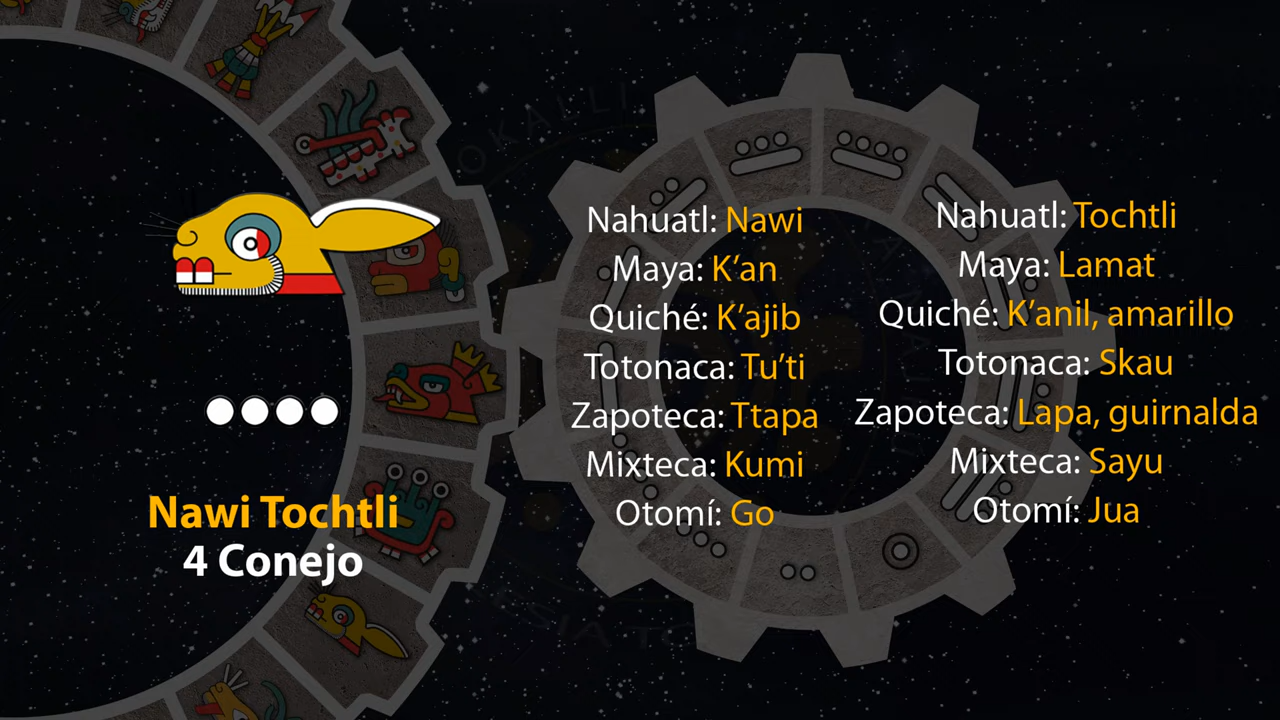 Nawi Tochtli
4 Conejo
Nahuatl: Nawi
Maya: K’an
Quiché: K’ajib
Totonaca: Tu’ti
Zapoteca: Ttapa
Mixteca: Kumi
Otomí: Go
Nahuatl: Tochtli
Maya: Lamat
Quiché: K’anil, amarillo
Totonaca: Skau
Zapoteca: Lapa, guirnalda
Mixteca: Sayu
Otomí: Jua